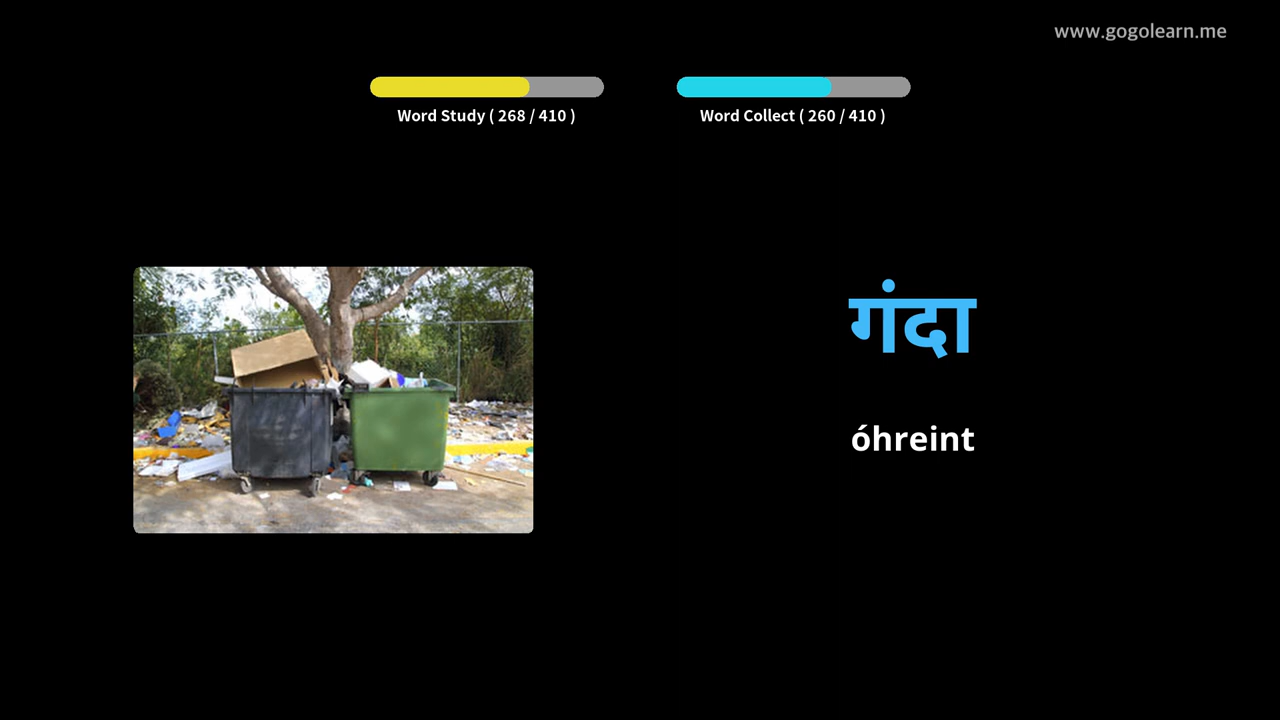 www.gogolearn.me
Word Study ( 268 / 410 )
Word Collect ( 260 / 410 )
गंदा
óhreint